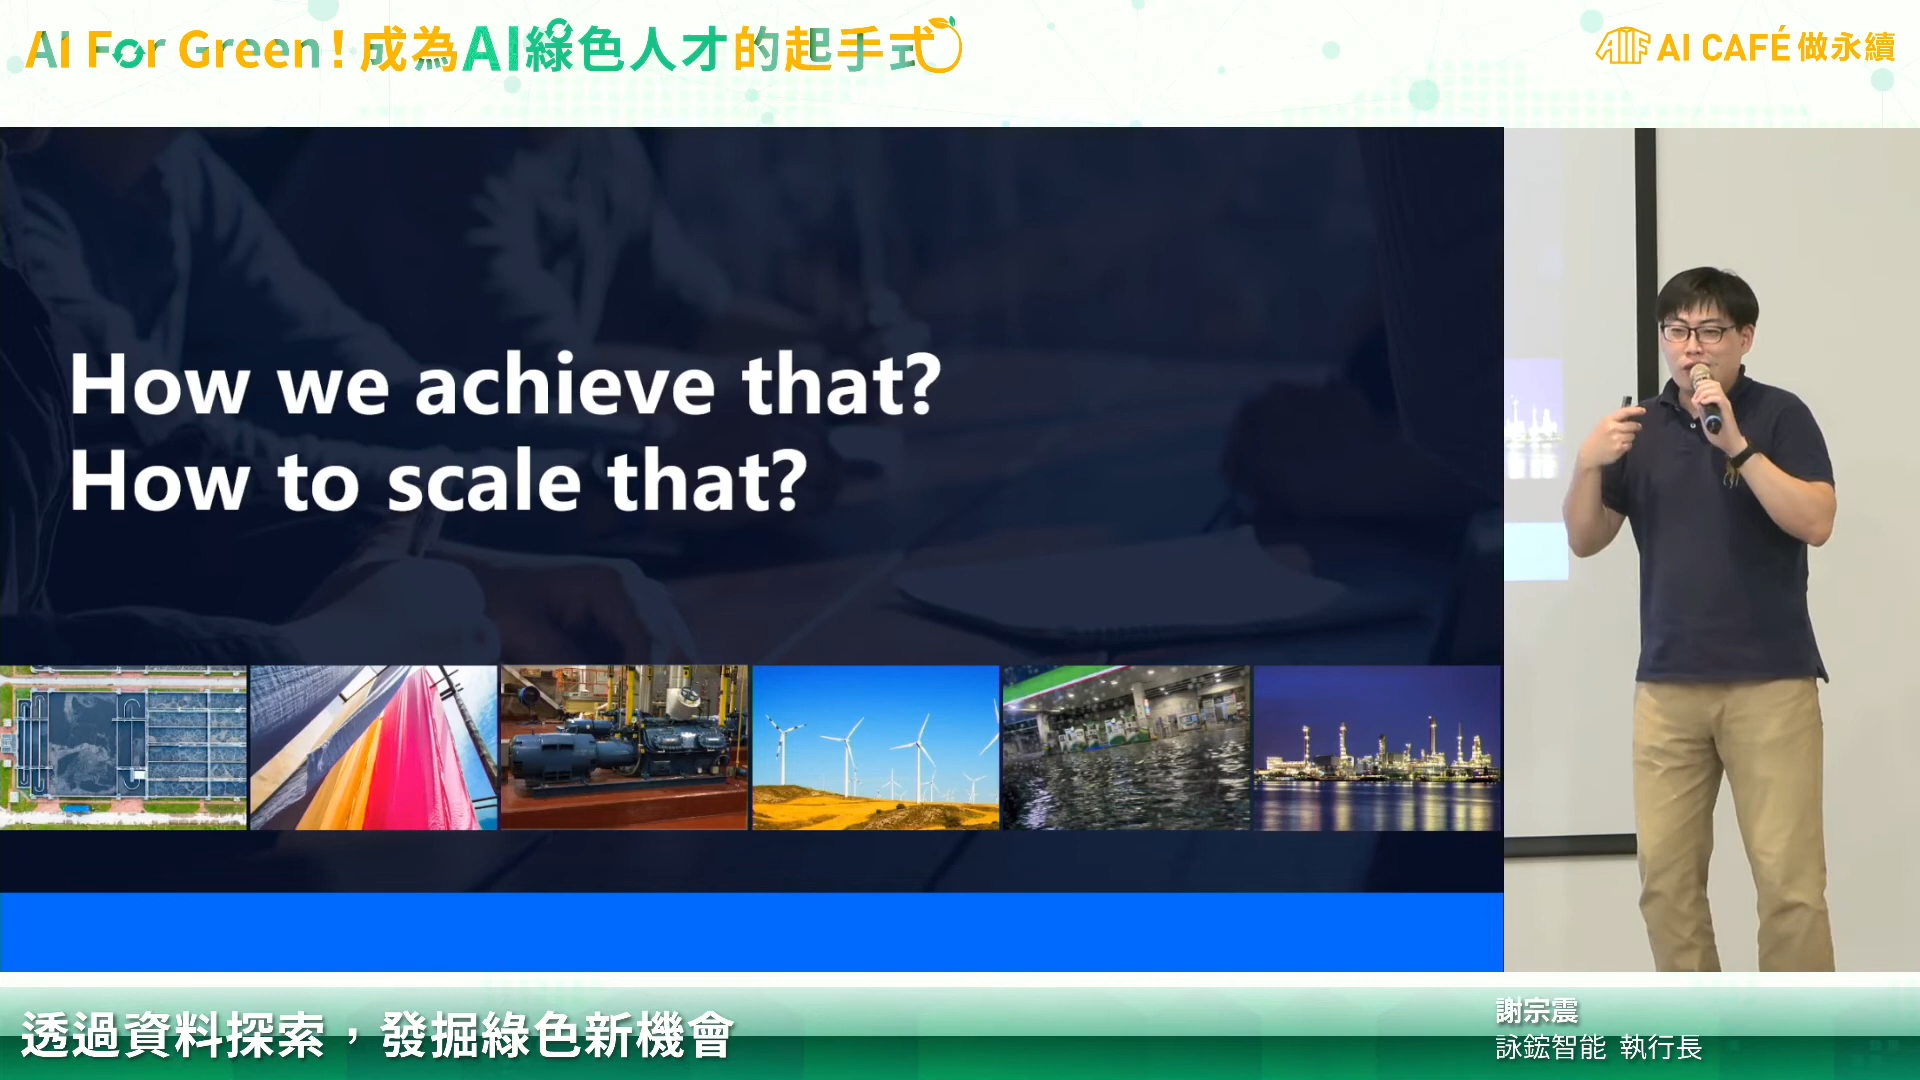 AI For Green！成為AI綠色人才的起手式
AIF AI CAFÉ 做永續
How we achieve that?
How to scale that?
透過資料探索，發掘綠色新機會
謝宗震
詠鋐智能 執行長